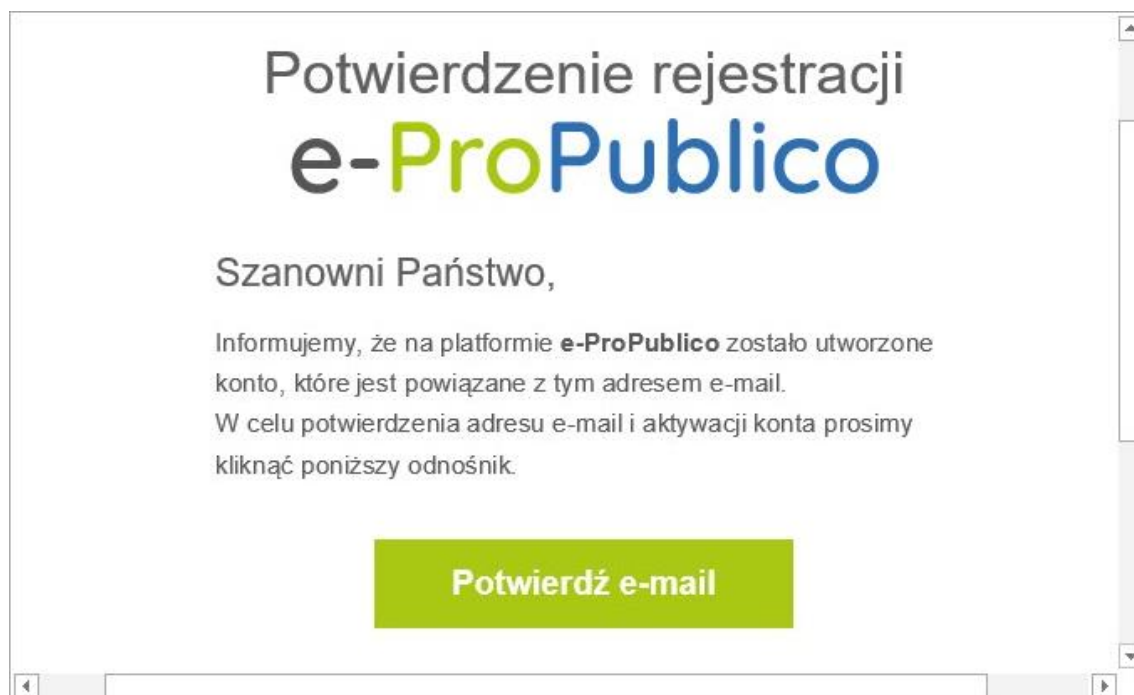 Potwierdzenie rejestracji
e-ProPublico
Szanowni Państwo,
Informujemy, że na platformie e-ProPublico zostało utworzone
konto, które jest powiązane z tym adresem e-mail.
W celu potwierdzenia adresu e-mail i aktywacji konta prosimy
kliknąć poniższy odnośnik.
Potwierdź e-mail